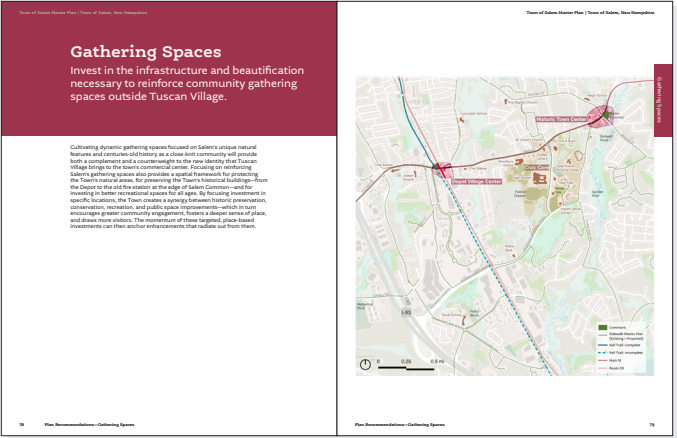 Town of Salem Master Plan | Town of Salem, New Hampshire
Gathering Spaces
Invest in the infrastructure and beautification
necessary to reinforce community gathering
spaces outside Tuscan Village.
Cultivating dynamic gathering spaces focused on Salem's unique natural
features and centuries-old history as a close-knit community will provide
both a complement and a counterweight to the new identity that Tuscan
Village brings to the town's commercial center. Focusing on reinforcing
Salem's gathering spaces also provides a spatial framework for protecting
the Town's natural areas, for preserving the Town's historical buildings—from
the Depot to the old fire station at the edge of Salem Common—and for
investing in better recreational spaces for all ages. By focusing investment in
specific locations, the Town creates a synergy between historic preservation,
conservation, recreation, and public space improvements—which in turn
encourages greater community engagement, fosters a deeper sense of place,
and draws more visitors. The momentum of these targeted, place-based
investments can then anchor enhancements that radiate out from them.
78
Plan Recommendations—Gathering Spaces
Town of Salem Master Plan | Town of Salem, New Hampshire
Gathering Spaces
Historic Town Center
Depot Village Center
I-93
Commons
Sidewalk Master Plan
(Existing + Proposed)
Rail Trail: Complete
Rail Trail: Incomplete
Main St
Route 28
0 0.25 0.5 mi
Plan Recommendations—Gathering Spaces
79